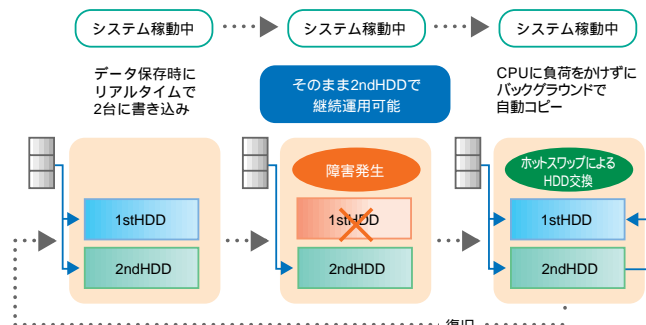 システム稼動中
システム稼動中
システム稼動中
データ保存時に
リアルタイムで
2台に書き込み
そのまま2ndHDDで
継続運用可能
CPUに負荷をかけずに
バックグラウンドで
自動コピー
1stHDD
2ndHDD
障害発生
1stHDD
2ndHDD
ホットスワップによる
HDD交換
1stHDD
2ndHDD
復旧